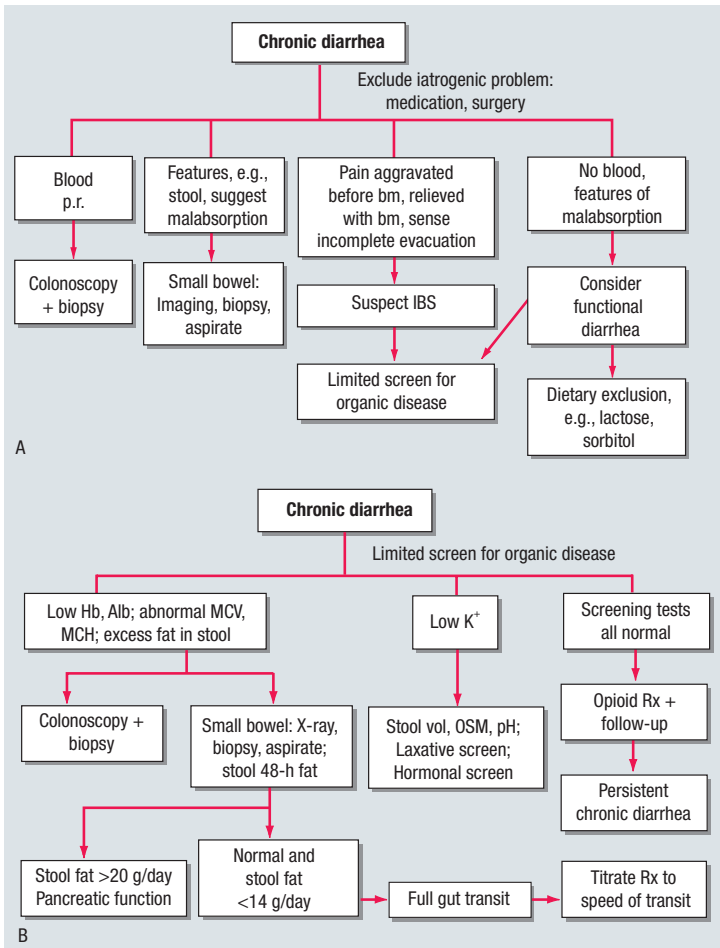 Chronic diarrhea
Exclude iatrogenic problem:
medication, surgery
Blood
p.r.
Features, e.g.,
stool, suggest
malabsorption
Pain aggravated
before bm, relieved
with bm, sense
incomplete evacuation
No blood,
features of
malabsorption
Colonoscopy
+ biopsy
Small bowel:
Imaging, biopsy,
aspirate
Suspect IBS
Consider
functional
diarrhea
Limited screen for
organic disease
Dietary exclusion,
e.g., lactose,
sorbitol
A
Chronic diarrhea
Limited screen for organic disease
Low Hb, Alb; abnormal MCV,
MCH; excess fat in stool
Low K⁺
Screening tests
all normal
Colonoscopy +
biopsy
Small bowel: X-ray,
biopsy, aspirate;
stool 48-h fat
Stool vol, OSM, pH;
Laxative screen;
Hormonal screen
Opioid Rx +
follow-up
Persistent
chronic diarrhea
Stool fat >20 g/day
Pancreatic function
Normal and
stool fat
<14 g/day
Full gut transit
Titrate Rx to
speed of transit
B